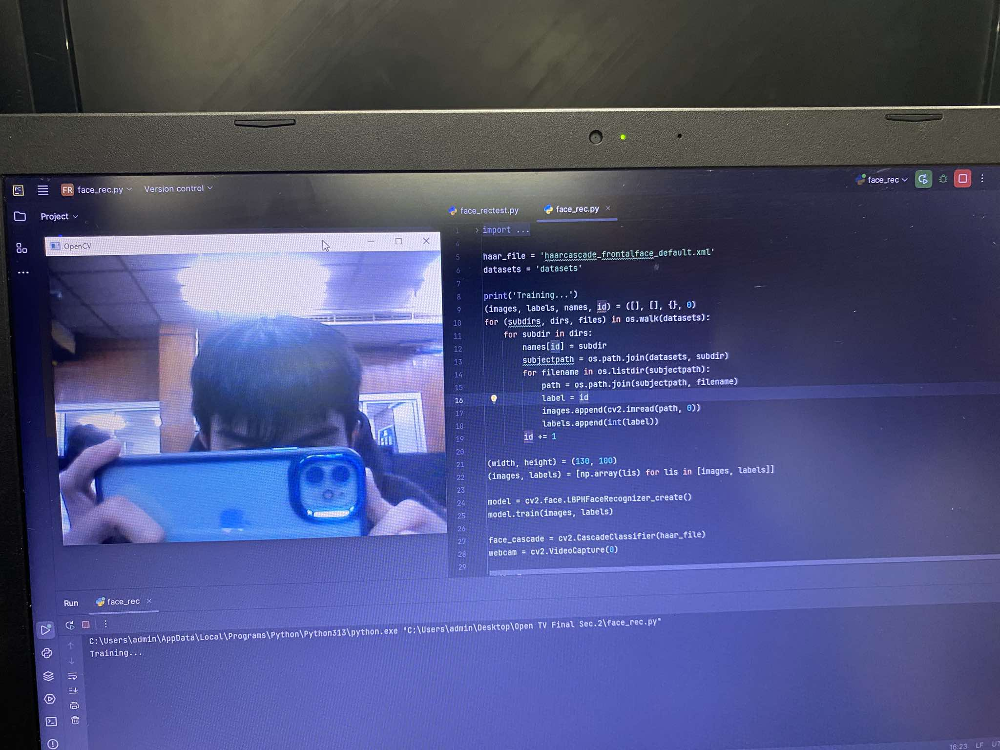 FR face_rec.py Version control
face_rec
Project
face_rectest.py face_rec.py
OpenCV
1 import ...
4
5 haar_file = 'haarcascade_frontalface_default.xml'
6 datasets = 'datasets'
7
8 print('Training...')
9 (images, labels, names, id) = ([], [], {}, 0)
10 for (subdirs, dirs, files) in os.walk(datasets):
11 for subdir in dirs:
12 names[id] = subdir
13 subjectpath = os.path.join(datasets, subdir)
14 for filename in os.listdir(subjectpath):
15 path = os.path.join(subjectpath, filename)
16 label = id
17 images.append(cv2.imread(path, 0))
18 labels.append(int(label))
19 id += 1
20
21 (width, height) = (130, 100)
22 (images, labels) = [np.array(lis) for lis in [images, labels]]
23
24 model = cv2.face.LBPHFaceRecognizer_create()
25 model.train(images, labels)
26
27 face_cascade = cv2.CascadeClassifier(haar_file)
28 webcam = cv2.VideoCapture(0)
29
Run face_rec
C:\Users\admin\AppData\Local\Programs\Python\Python313\python.exe "C:\Users\admin\Desktop\Open TV Final Sec.2\face_rec.py"
Training...
16:23 LF